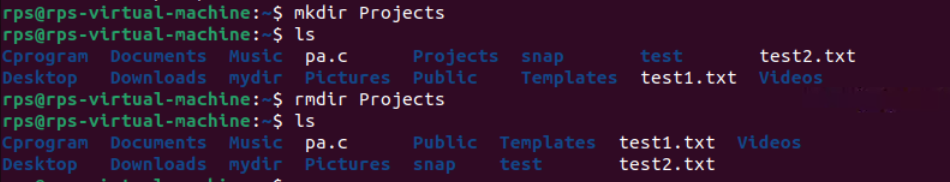 rps@rps-virtual-machine:~$ mkdir Projects
rps@rps-virtual-machine:~$ ls
Cprogram Documents Music pa.c Projects snap test test2.txt
Desktop Downloads mydir Pictures Public Templates test1.txt Videos
rps@rps-virtual-machine:~$ rmdir Projects
rps@rps-virtual-machine:~$ ls
Cprogram Documents Music pa.c Public Templates test1.txt Videos
Desktop Downloads mydir Pictures snap test test2.txt